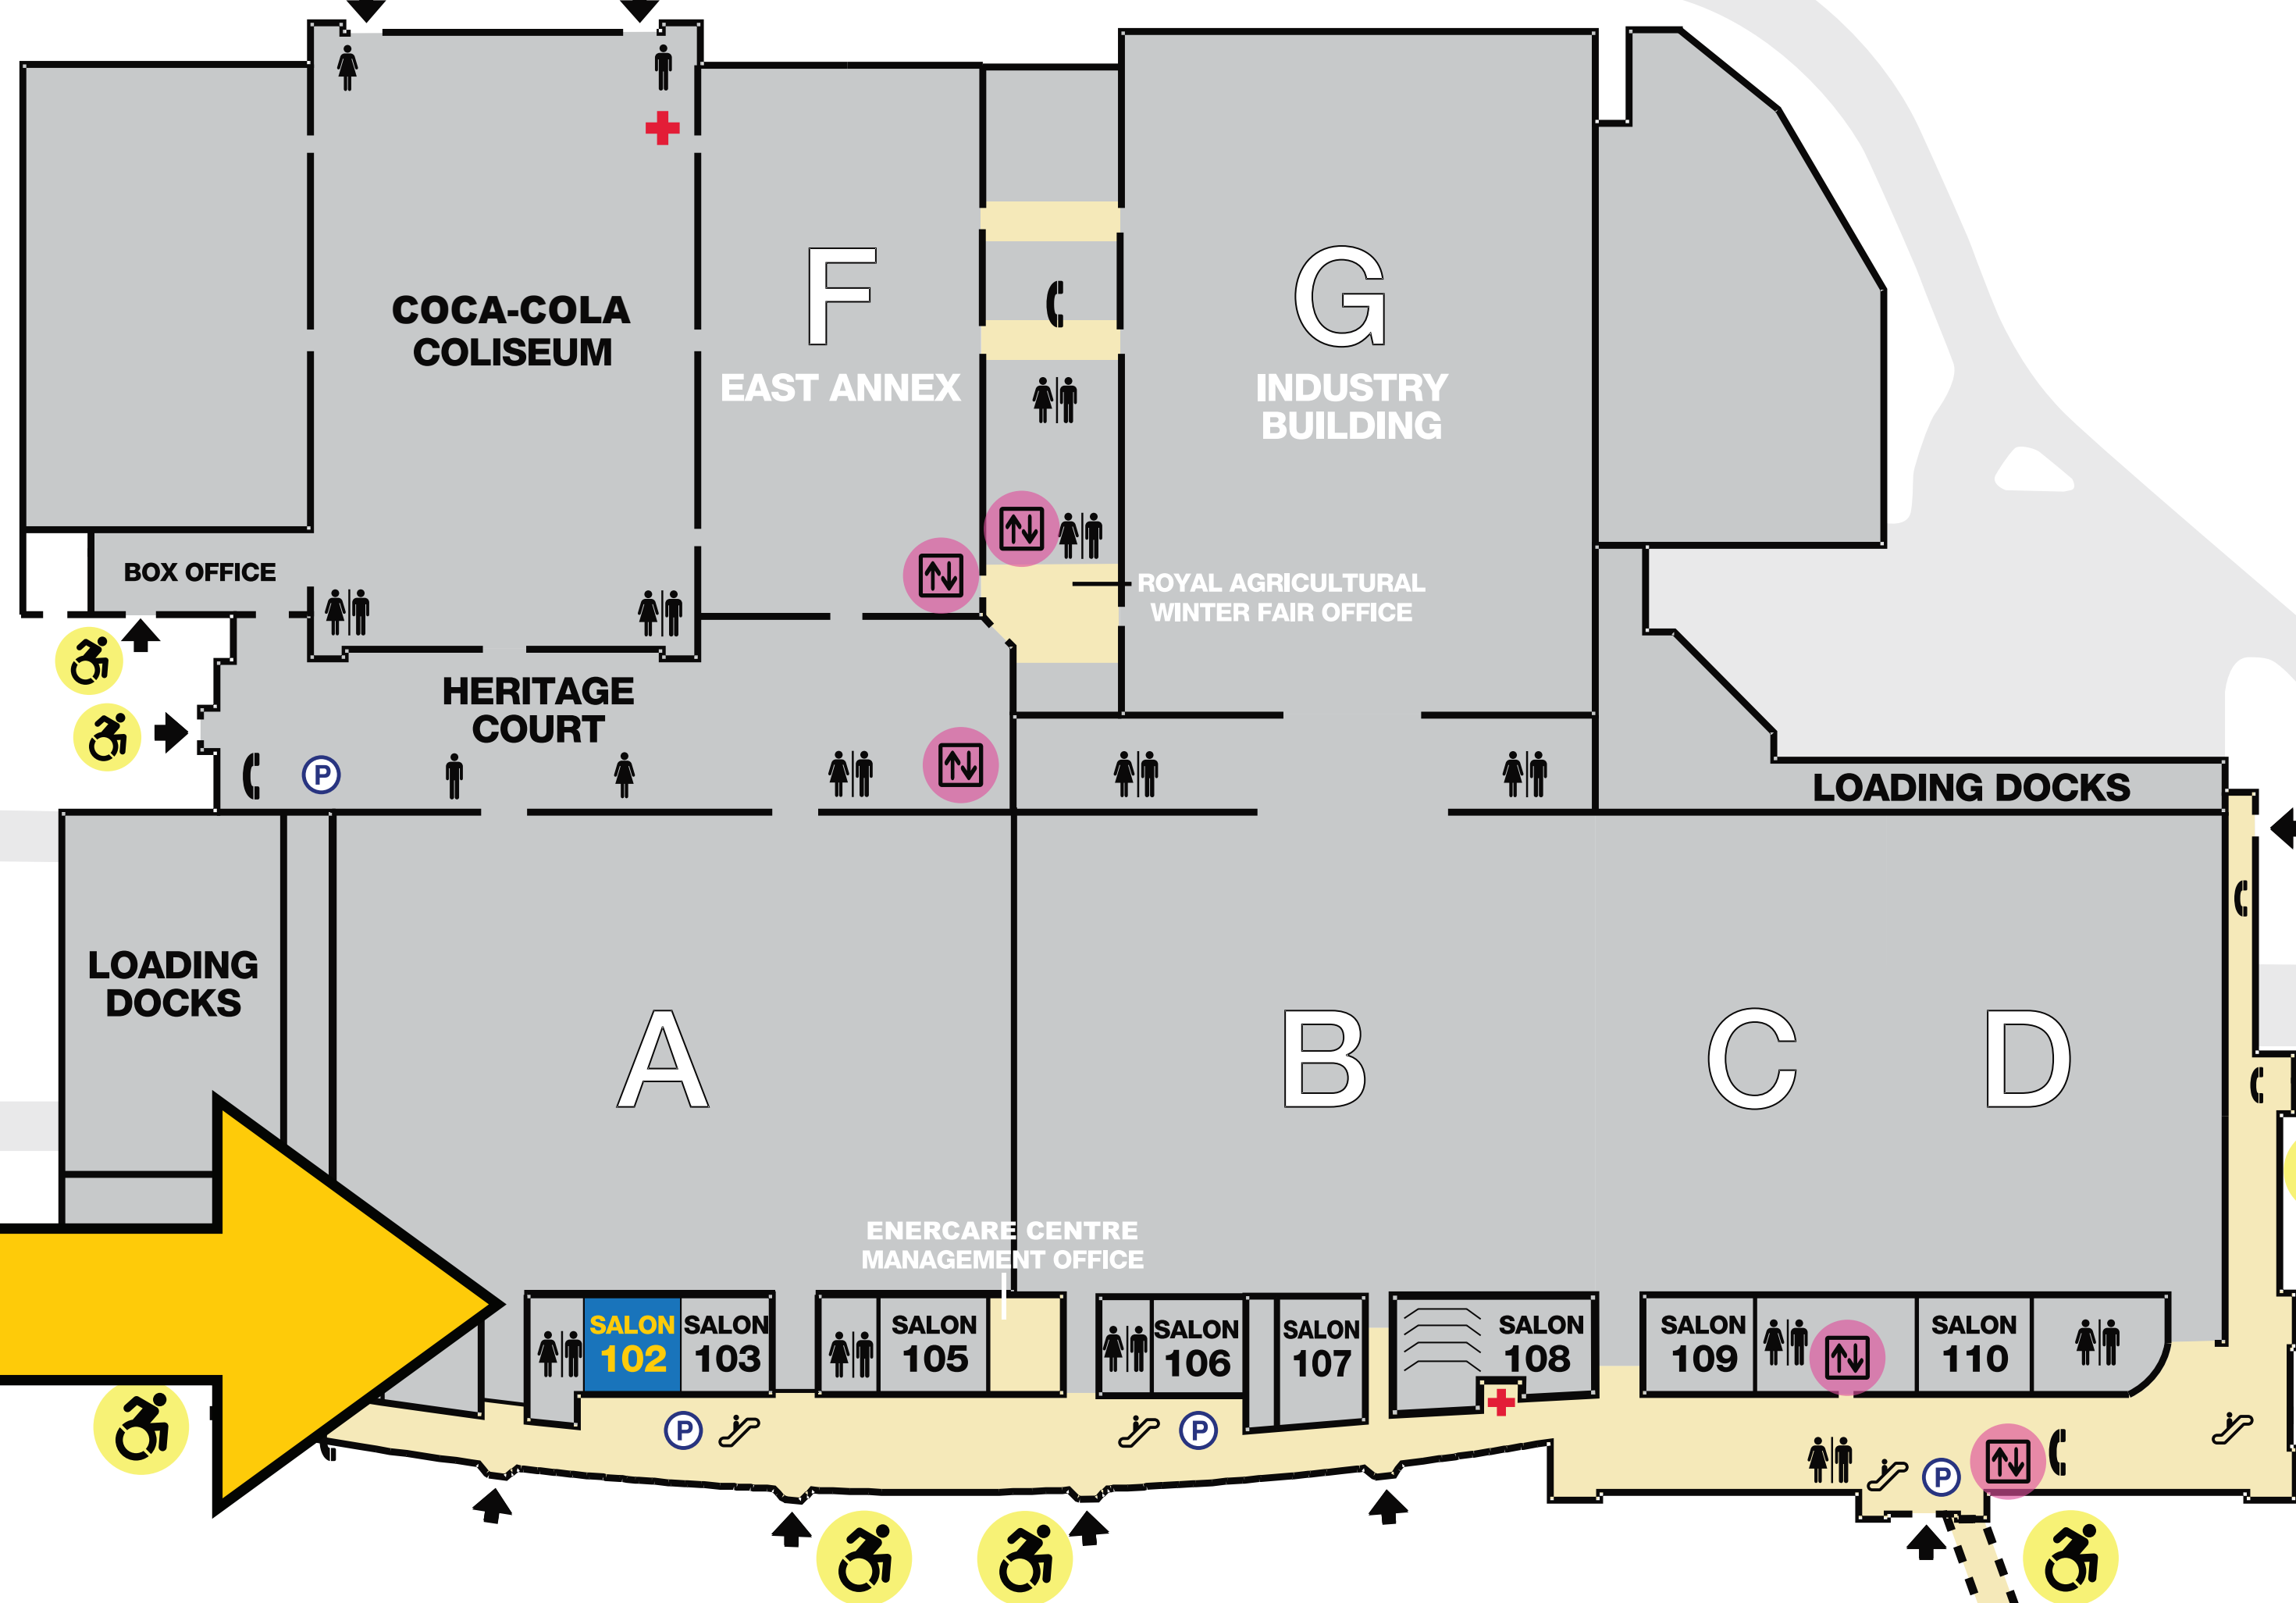 COCA-COLA
COLISEUM
F
EAST ANNEX
G
INDUSTRY
BUILDING
BOX OFFICE
ROYAL AGRICULTURAL
WINTER FAIR OFFICE
HERITAGE
COURT
P
LOADING DOCKS
LOADING
DOCKS
A
B
C
D
ENERCARE CENTRE
MANAGEMENT OFFICE
SALON
102
SALON
103
SALON
105
SALON
106
SALON
107
SALON
108
SALON
109
SALON
110
P
P
P